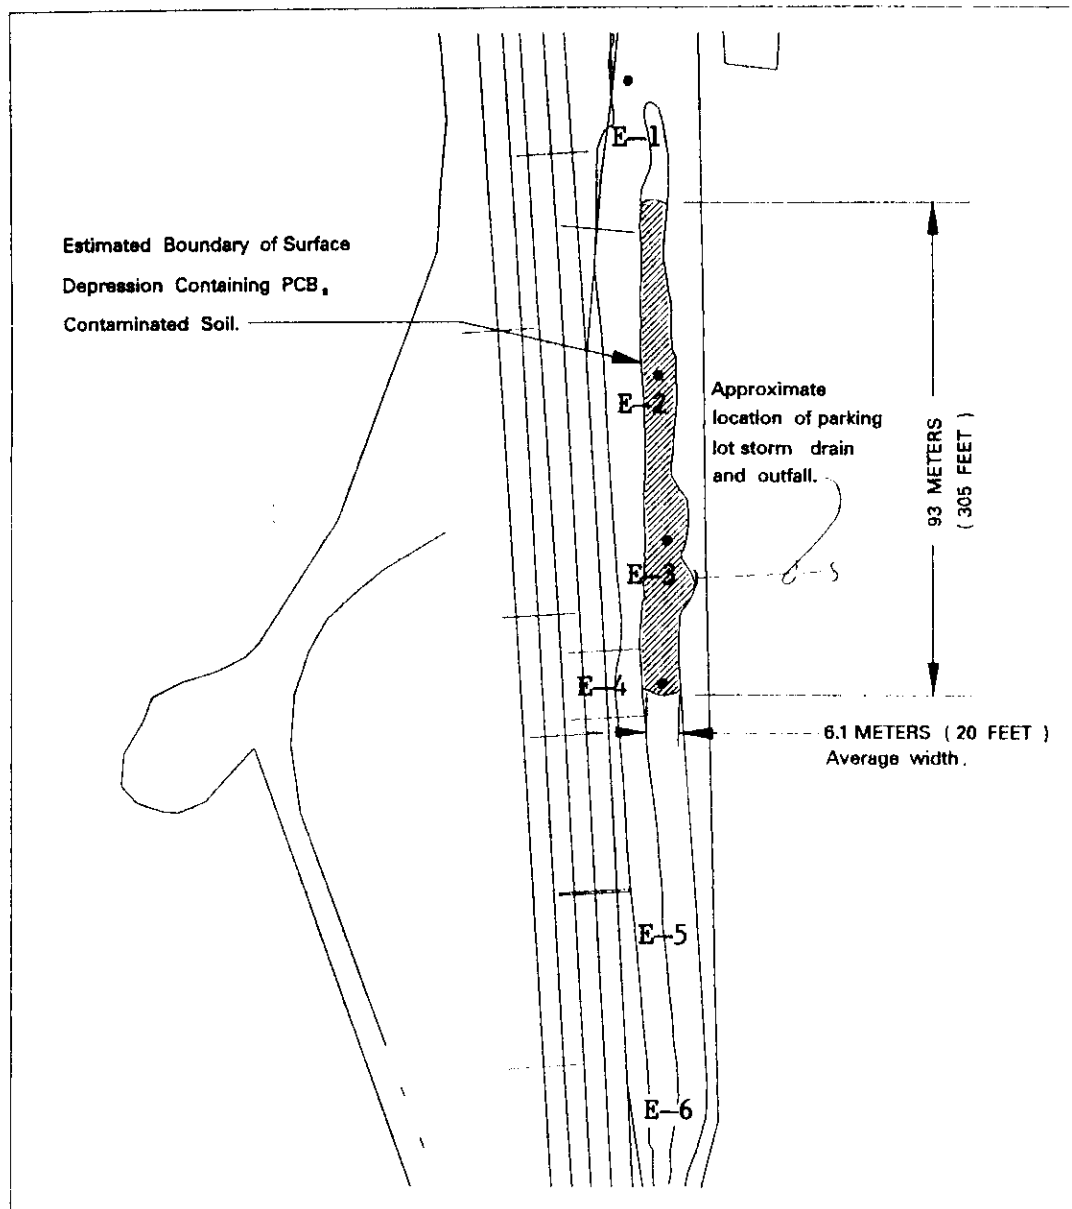 E-1
Estimated Boundary of Surface
Depression Containing PCB,
Contaminated Soil.
E-2
Approximate
location of parking
lot storm drain
and outfall.
93 METERS
( 305 FEET )
E-3
E-4
6.1 METERS ( 20 FEET )
Average width.
E-5
E-6